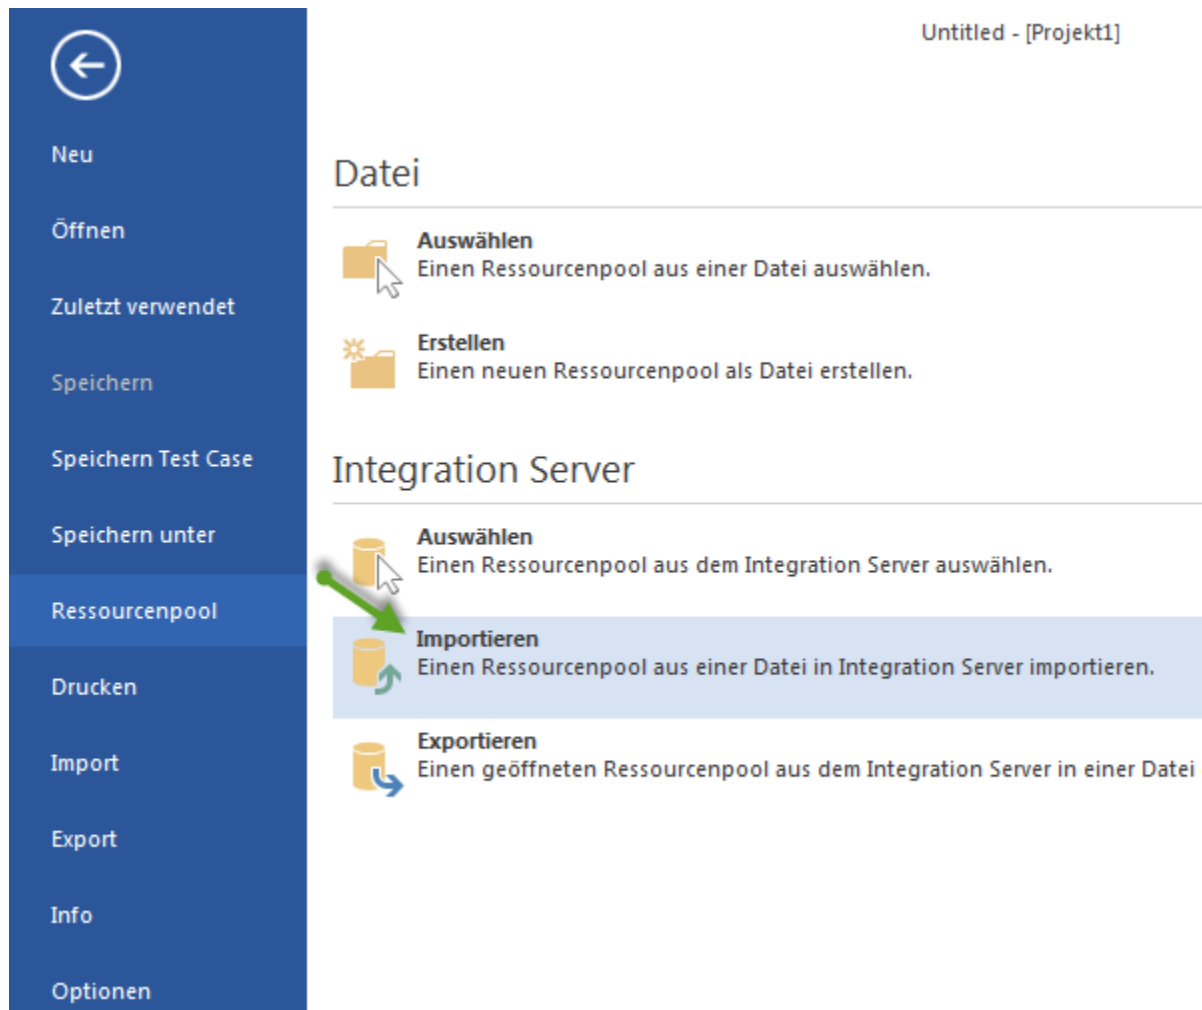 Untitled - [Projekt1]
Neu
Öffnen
Zuletzt verwendet
Speichern
Speichern Test Case
Speichern unter
Ressourcenpool
Drucken
Import
Export
Info
Optionen
Datei
Auswählen
Einen Ressourcenpool aus einer Datei auswählen.
Erstellen
Einen neuen Ressourcenpool als Datei erstellen.
Integration Server
Auswählen
Einen Ressourcenpool aus dem Integration Server auswählen.
Importieren
Einen Ressourcenpool aus einer Datei in Integration Server importieren.
Exportieren
Einen geöffneten Ressourcenpool aus dem Integration Server in einer Datei